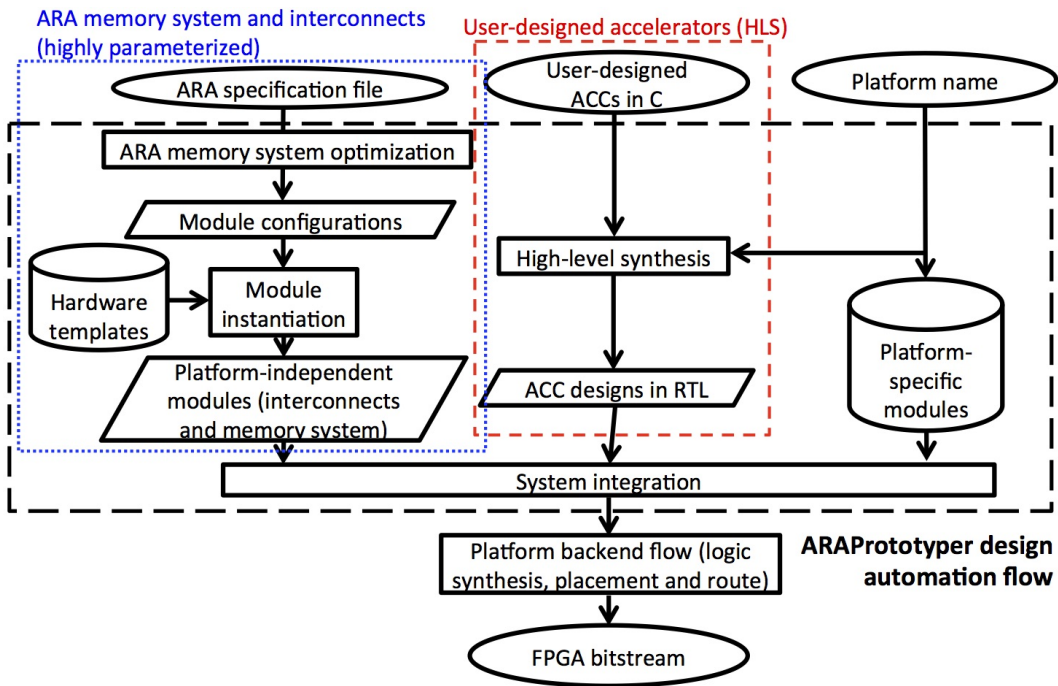 ARA memory system and interconnects
(highly parameterized)
User-designed accelerators (HLS)
ARA specification file
User-designed
ACCs in C
Platform name
ARA memory system optimization
Module configurations
High-level synthesis
Hardware
templates
Module
instantiation
Platform-independent
modules (interconnects
and memory system)
ACC designs in RTL
Platform-
specific
modules
System integration
Platform backend flow (logic
synthesis, placement and route)
ARAPrototyper design
automation flow
FPGA bitstream